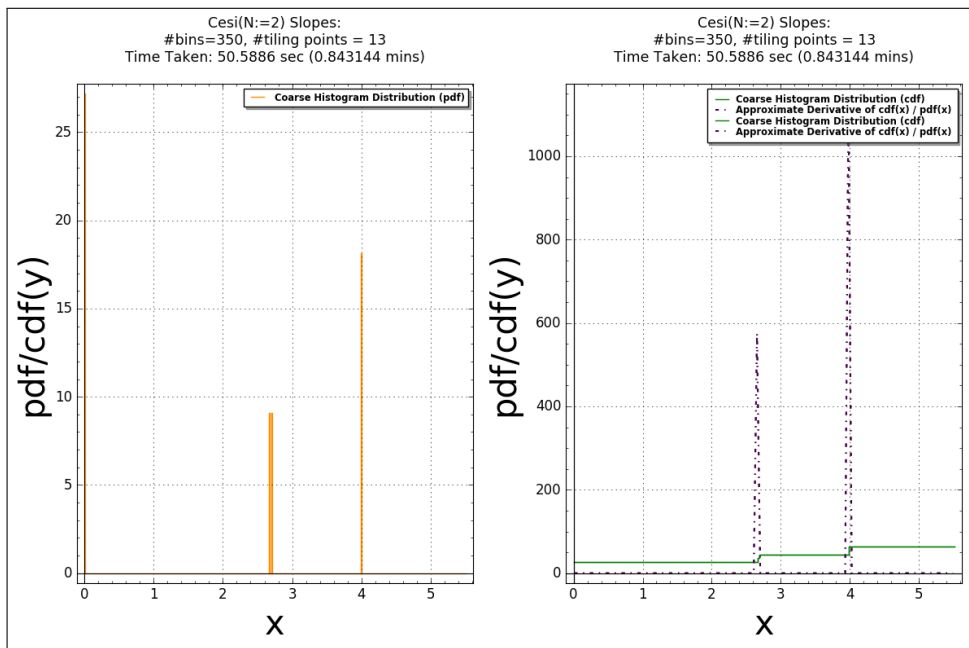 Cesi(N:=2) Slopes:
#bins=350, #tiling points = 13
Time Taken: 50.5886 sec (0.843144 mins)
Coarse Histogram Distribution (pdf)
25
20
15
10
5
0
pdf/cdf(y)
0 1 2 3 4 5
x
Cesi(N:=2) Slopes:
#bins=350, #tiling points = 13
Time Taken: 50.5886 sec (0.843144 mins)
Coarse Histogram Distribution (cdf)
Approximate Derivative of cdf(x) / pdf(x)
Coarse Histogram Distribution (cdf)
Approximate Derivative of cdf(x) / pdf(x)
1000
800
600
400
200
0
pdf/cdf(y)
0 1 2 3 4 5
x